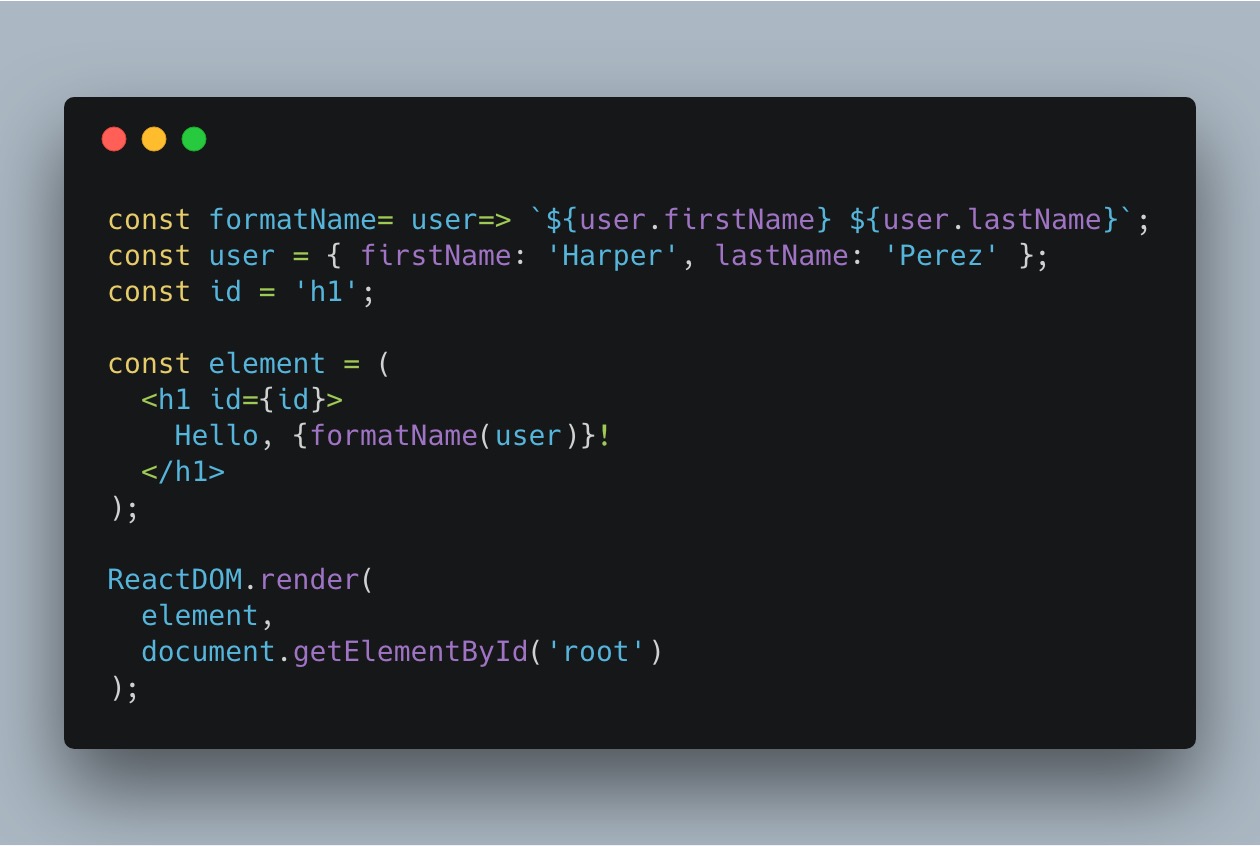 const formatName= user=> `${user.firstName} ${user.lastName}`;
const user = { firstName: 'Harper', lastName: 'Perez' };
const id = 'h1';

const element = (
  <h1 id={id}>
    Hello, {formatName(user)}!
  </h1>
);

ReactDOM.render(
  element,
  document.getElementById('root')
);